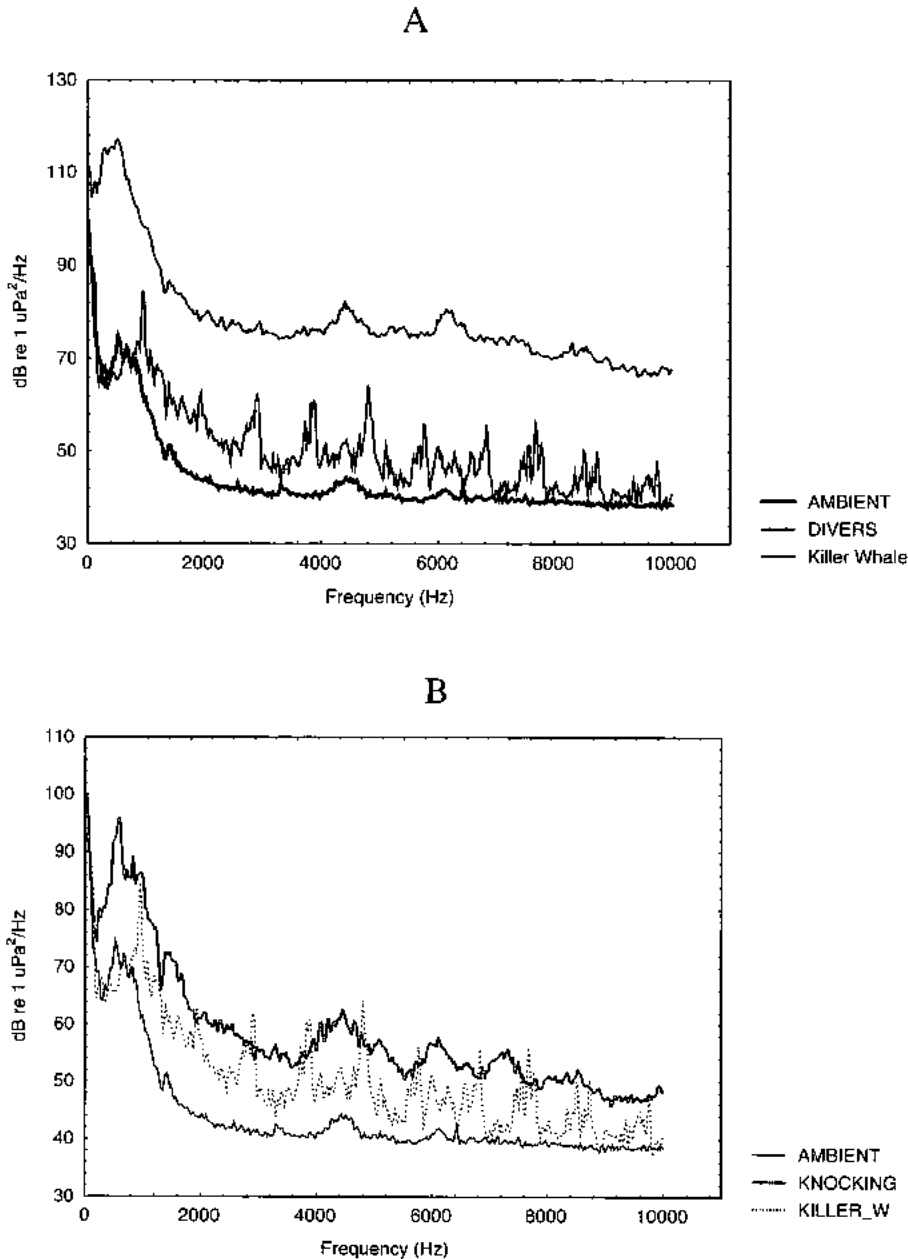 A
130
110
90
70
50
30
dB re 1 uPa²/Hz
0 2000 4000 6000 8000 10000
Frequency (Hz)
AMBIENT
DIVERS
Killer Whale
B
110
100
90
80
70
60
50
40
30
dB re 1 uPa²/Hz
0 2000 4000 6000 8000 10000
Frequency (Hz)
AMBIENT
KNOCKING
KILLER_W